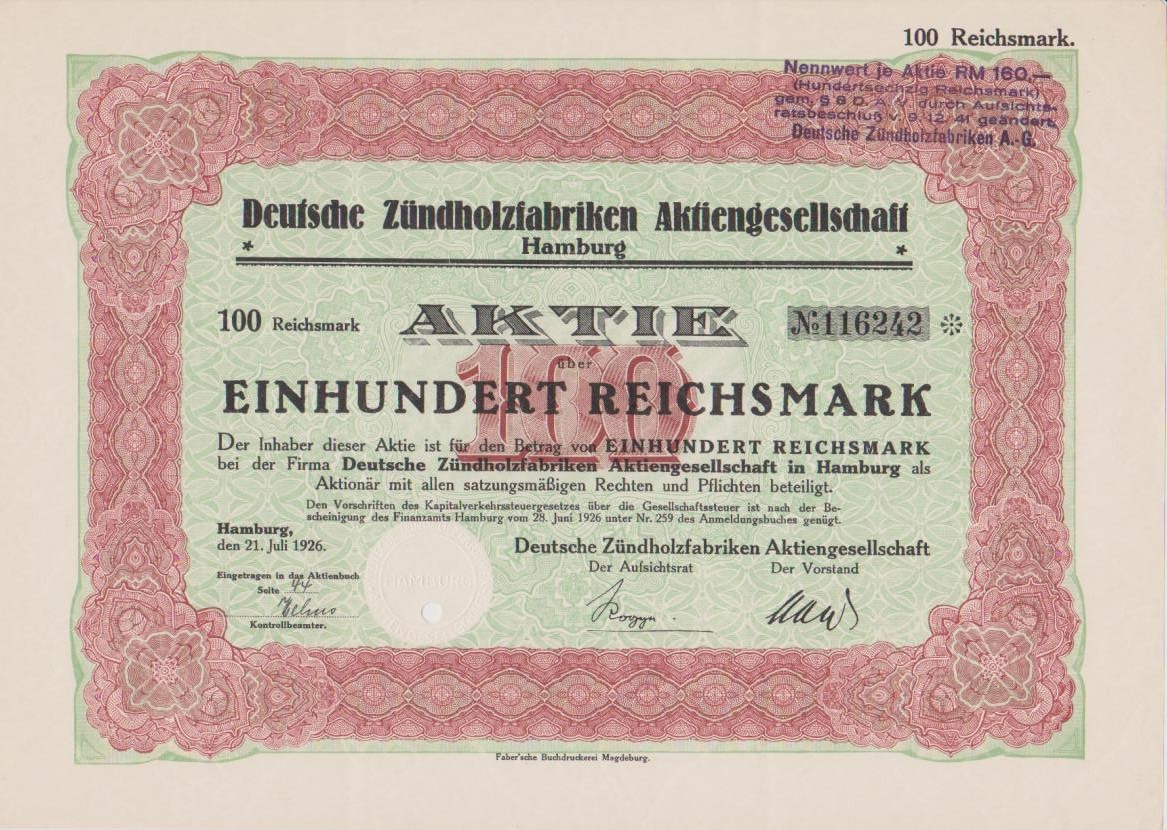 100 Reichsmark.
Nennwert je Aktie RM 160,—
(Hundertsechzig Reichsmark)
gem. § 8 D. A. V. durch Aufsichts-
ratsbeschluß v. 9. 12. 41 geändert.
Deutsche Zündholzfabriken A.-G.
Deutsche Zündholzfabriken Aktiengesellschaft
* Hamburg *
100 Reichsmark AKTIE №116242
100
über
EINHUNDERT REICHSMARK
Der Inhaber dieser Aktie ist für den Betrag von EINHUNDERT REICHSMARK
bei der Firma Deutsche Zündholzfabriken Aktiengesellschaft in Hamburg als
Aktionär mit allen satzungsmäßigen Rechten und Pflichten beteiligt.
Den Vorschriften des Kapitalverkehrssteuergesetzes über die Gesellschaftssteuer ist nach der Be-
scheinigung des Finanzamts Hamburg vom 28. Juni 1926 unter Nr. 259 des Anmeldungsbuches genügt.
Hamburg,
den 21. Juli 1926.
Deutsche Zündholzfabriken Aktiengesellschaft
Der Aufsichtsrat Der Vorstand
Eingetragen in das Aktienbuch
Seite 44
Kontrollbeamter.
HAMBURG
Faber'sche Buchdruckerei Magdeburg.